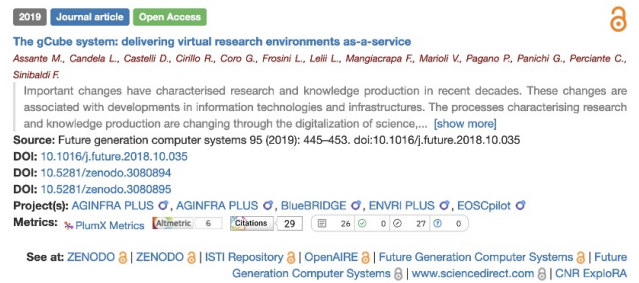 2019 Journal article Open Access
The gCube system: delivering virtual research environments as-a-service
Assante M., Candela L., Castelli D., Cirillo R., Coro G., Frosini L., Lelii L., Mangiacrapa F., Marioli V., Pagano P., Panichi G., Perciante C.,
Sinibaldi F.
Important changes have characterised research and knowledge production in recent decades. These changes are
associated with developments in information technologies and infrastructures. The processes characterising research
and knowledge production are changing through the digitalization of science,... [show more]
Source: Future generation computer systems 95 (2019): 445–453. doi:10.1016/j.future.2018.10.035
DOI: 10.1016/j.future.2018.10.035
DOI: 10.5281/zenodo.3080894
DOI: 10.5281/zenodo.3080895
Project(s): AGINFRA PLUS, AGINFRA PLUS, BlueBRIDGE, ENVRI PLUS, EOSCpilot
Metrics: PlumX Metrics Altmetric 6 Citations 29 26 0 27 0
See at: ZENODO | ZENODO | ISTI Repository | OpenAIRE | Future Generation Computer Systems | Future
Generation Computer Systems | www.sciencedirect.com | CNR ExploRA